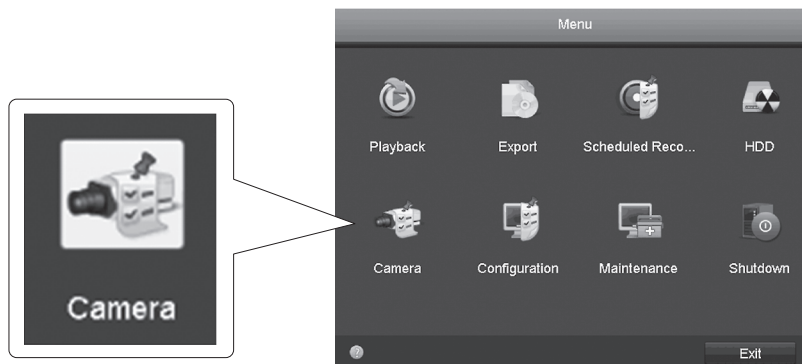 Menu
Playback
Export
Scheduled Reco...
HDD
Camera
Configuration
Maintenance
Shutdown
?
Exit
Camera